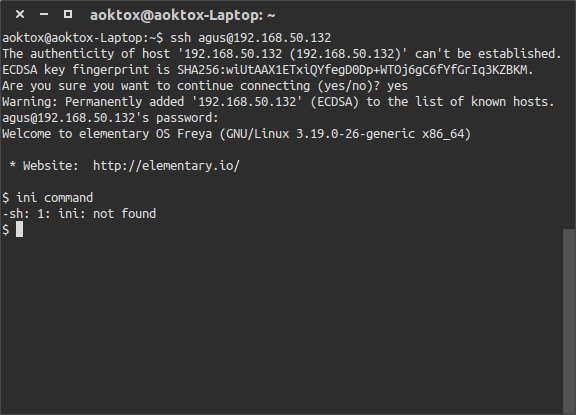 aoktox@aoktox-Laptop: ~
aoktox@aoktox-Laptop:~$ ssh agus@192.168.50.132
The authenticity of host '192.168.50.132 (192.168.50.132)' can't be established.
ECDSA key fingerprint is SHA256:wiUtAAX1ETxiQYfegD0Dp+WTOj6gC6fYfGrIq3KZBKM.
Are you sure you want to continue connecting (yes/no)? yes
Warning: Permanently added '192.168.50.132' (ECDSA) to the list of known hosts.
agus@192.168.50.132's password:
Welcome to elementary OS Freya (GNU/Linux 3.19.0-26-generic x86_64)
* Website:  http://elementary.io/
$ ini command
-sh: 1: ini: not found
$